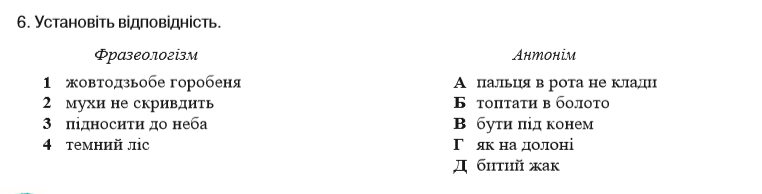 6. Установіть відповідність.
Фразеологізм Антонім
1 жовтодзьобе горобеня А пальця в рота не клади
2 мухи не скривдить Б топтати в болото
3 підносити до неба В бути під конем
4 темний ліс Г як на долоні
Д битий жак